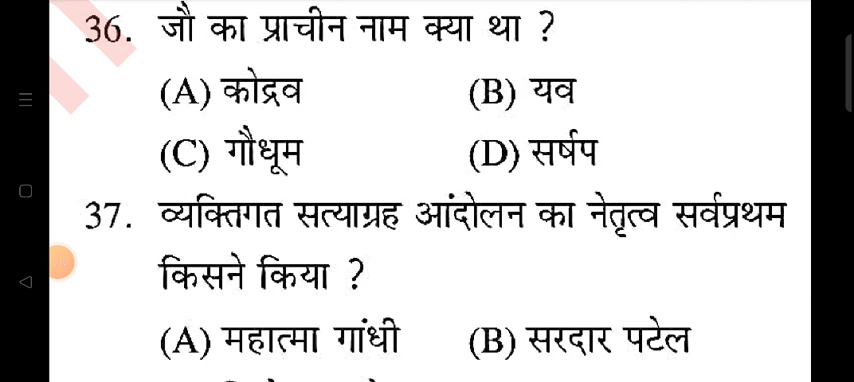 36. जौ का प्राचीन नाम क्या था ?
(A) कोद्रव (B) यव
(C) गौधूम (D) सर्षप
37. व्यक्तिगत सत्याग्रह आंदोलन का नेतृत्व सर्वप्रथम
किसने किया ?
(A) महात्मा गांधी (B) सरदार पटेल